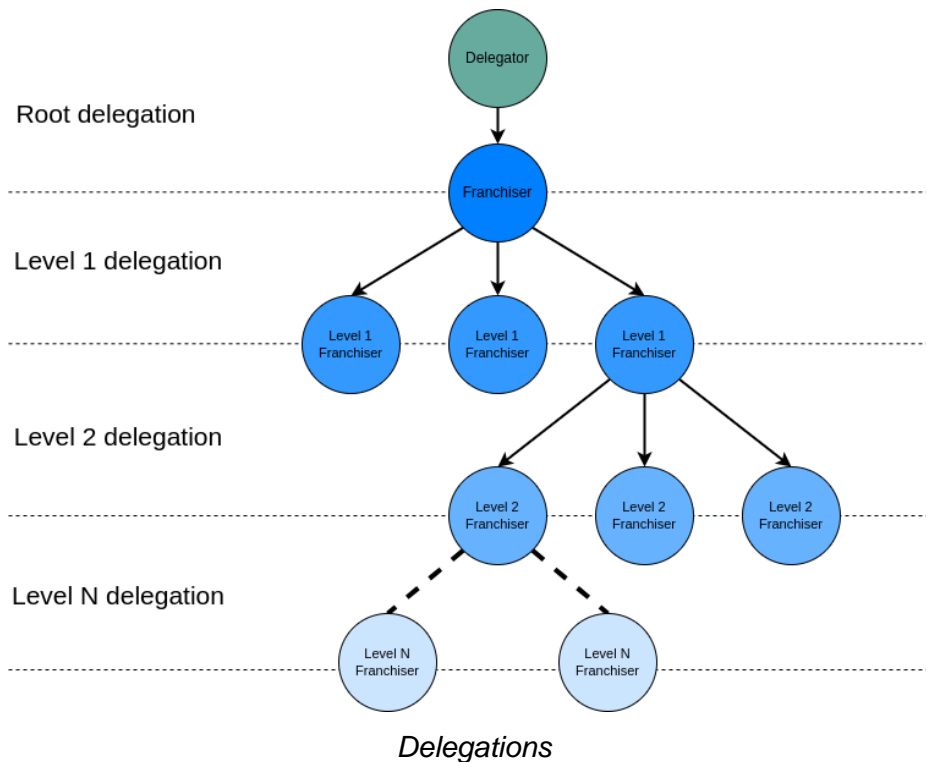 Delegator
Root delegation
Franchiser
Level 1 delegation
Level 1
Franchiser
Level 1
Franchiser
Level 1
Franchiser
Level 2 delegation
Level 2
Franchiser
Level 2
Franchiser
Level 2
Franchiser
Level N delegation
Level N
Franchiser
Level N
Franchiser
Delegations